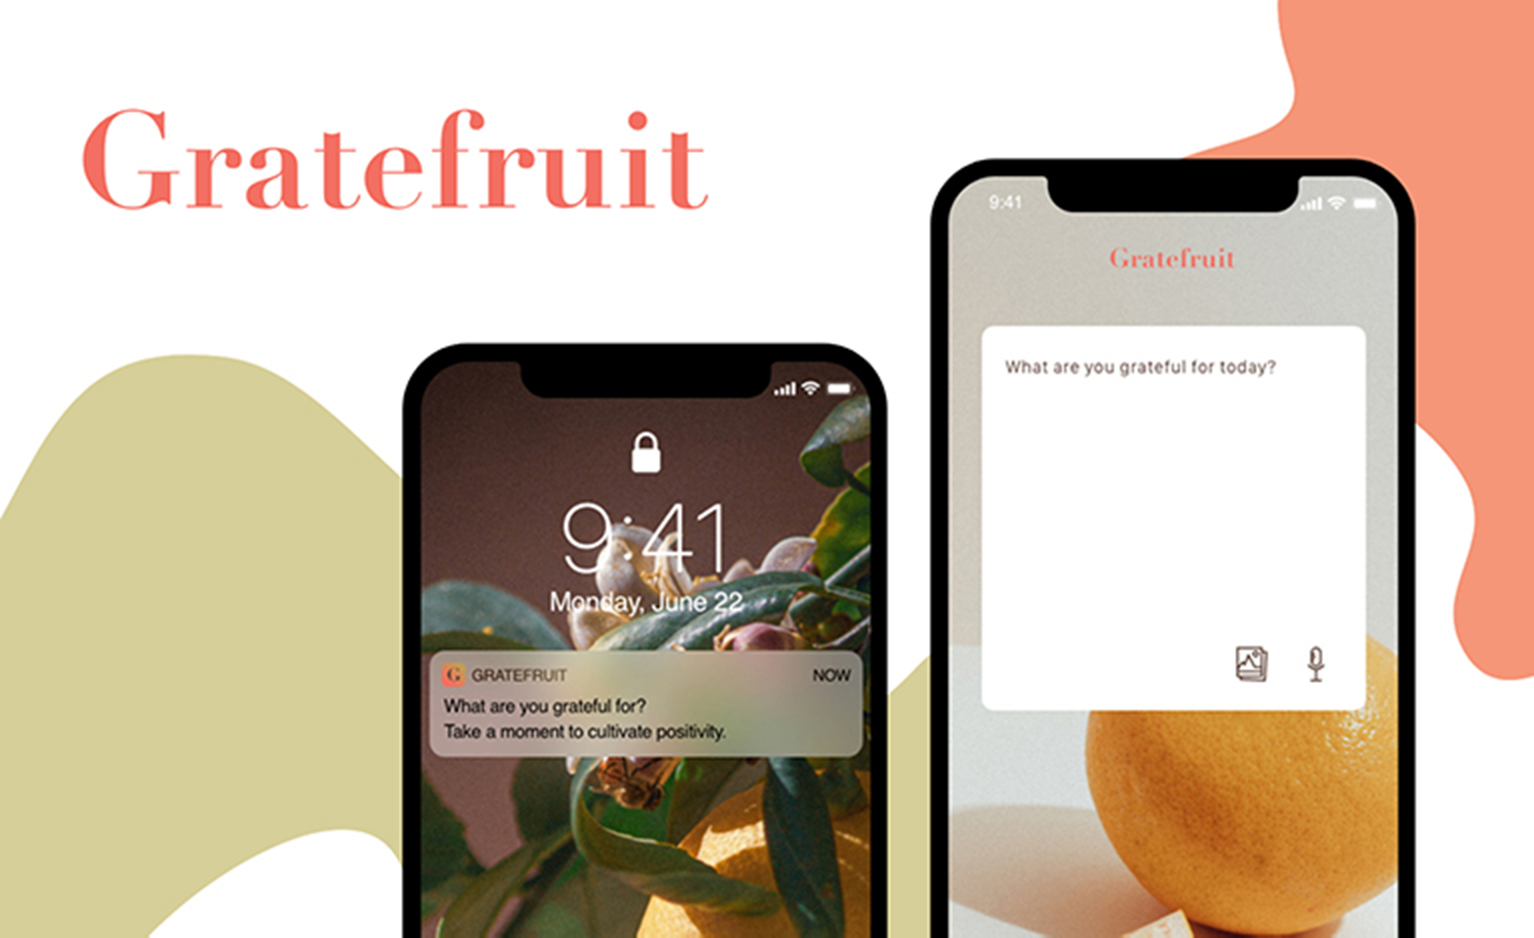 Gratefruit
9:41
Gratefruit
What are you grateful for today?
9:41
Monday, June 22
G GRATEFRUIT NOW
What are you grateful for?
Take a moment to cultivate positivity.